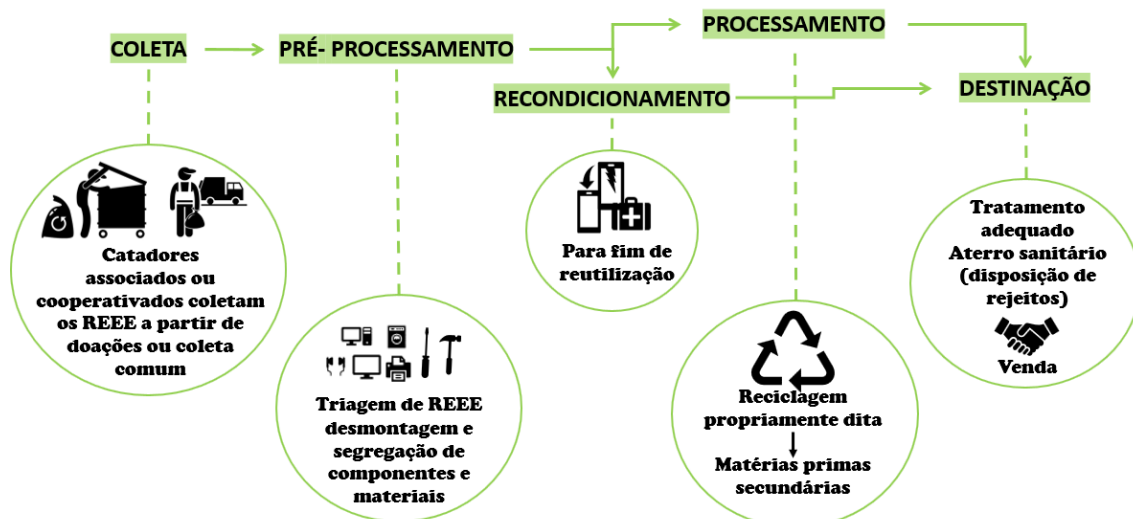 COLETA
PRÉ- PROCESSAMENTO
PROCESSAMENTO
RECONDICIONAMENTO
DESTINAÇÃO
Catadores
associados ou
cooperativados coletam
os REEE a partir de
doações ou coleta
comum
Triagem de REEE
desmontagem e
segregação de
componentes e
materiais
Para fim de
reutilização
Reciclagem
propriamente dita
Matérias primas
secundárias
Tratamento
adequado
Aterro sanitário
(disposição de
rejeitos)
Venda